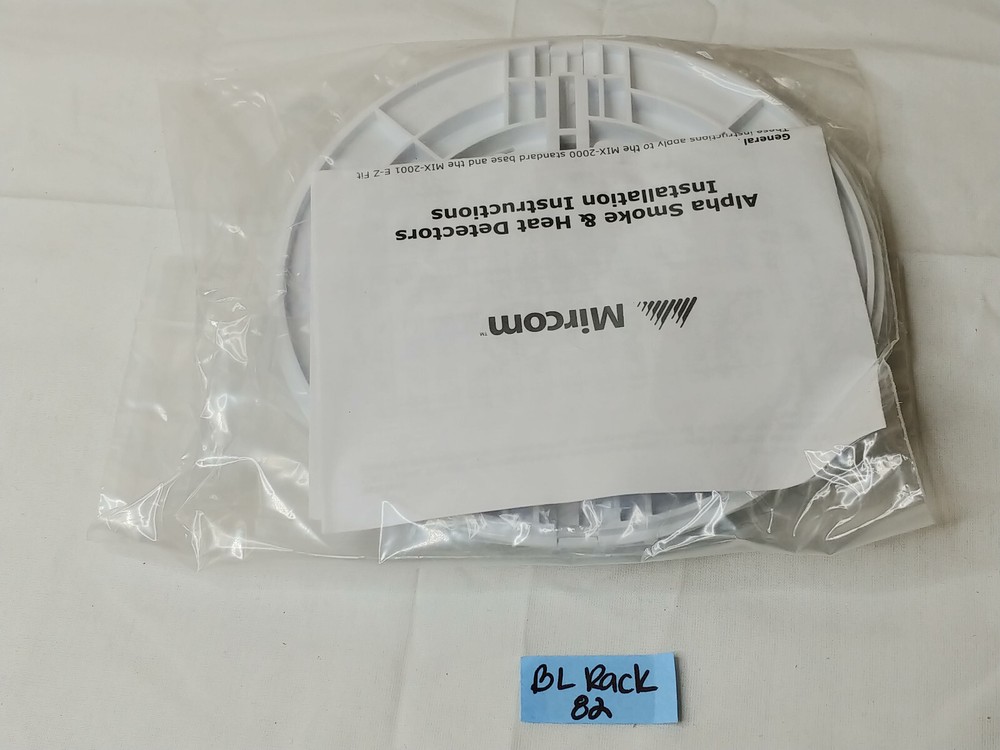 Mircom™
Alpha Smoke & Heat Detectors
Installation Instructions
General
These instructions apply to the MIX-2000 standard base and the MIX-2001 E-Z Fit
BL Rack
82